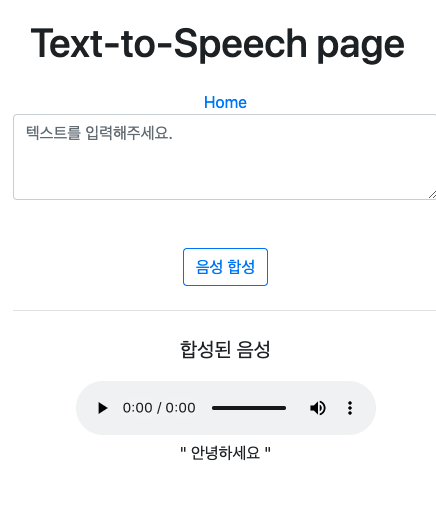 Text-to-Speech page
Home
텍스트를 입력해주세요.
음성 합성
합성된 음성
0:00 / 0:00
" 안녕하세요 "